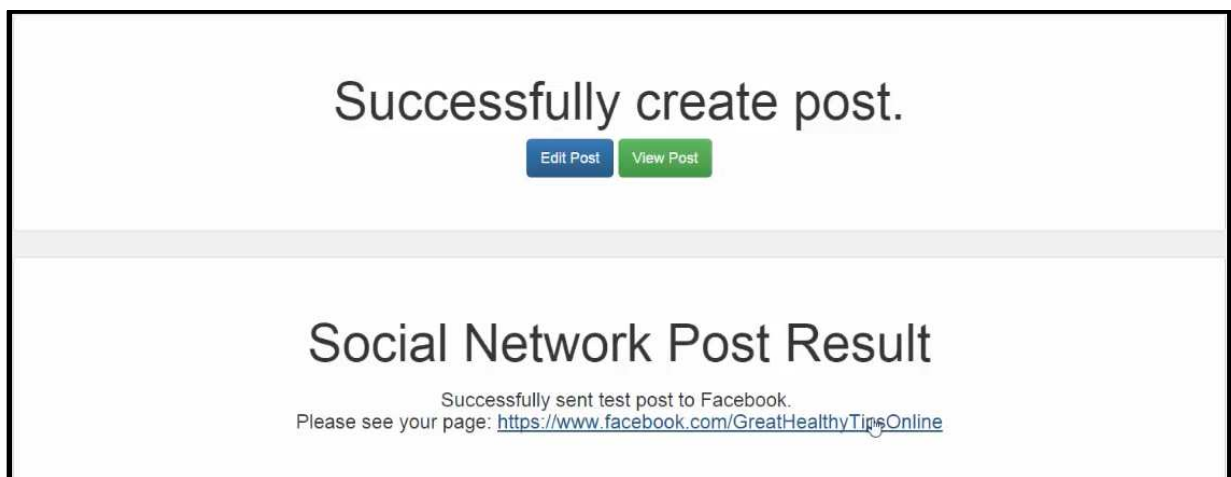 Successfully create post.
Edit Post View Post
Social Network Post Result
Successfully sent test post to Facebook.
Please see your page: https://www.facebook.com/GreatHealthyTipsOnline